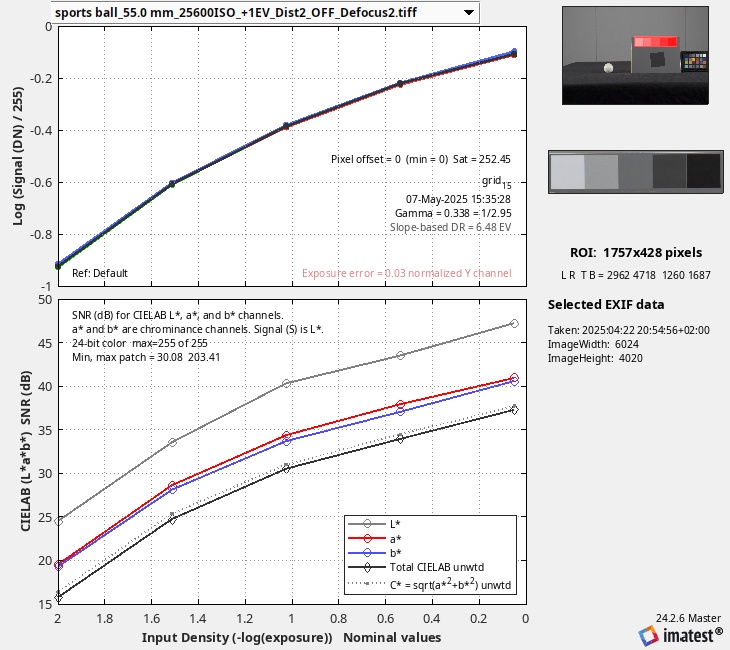 sports ball_55.0 mm_25600ISO_+1EV_Dist2_OFF_Defocus2.tiff
0
-0.2
-0.4
-0.6
-0.8
-1
Log (Signal (DN) / 255)
Pixel offset = 0 (min = 0) Sat = 252.45
grid_15
07-May-2025 15:35:28
Gamma = 0.338 = 1/2.95
Slope-based DR = 6.48 EV
Ref: Default
Exposure error = 0.03 normalized Y channel
ROI: 1757x428 pixels
L R T B = 2962 4718 1260 1687
Selected EXIF data
Taken: 2025:04:22 20:54:56+02:00
ImageWidth: 6024
ImageHeight: 4020
50
45
40
35
30
25
20
15
CIELAB (L*a*b*) SNR (dB)
SNR (dB) for CIELAB L*, a*, and b* channels.
a* and b* are chrominance channels. Signal (S) is L*.
24-bit color max=255 of 255
Min, max patch = 30.08 203.41
L*
a*
b*
Total CIELAB unwtd
C* = sqrt(a*2+b*2) unwtd
2 1.8 1.6 1.4 1.2 1 0.8 0.6 0.4 0.2 0
Input Density (-log(exposure)) Nominal values
24.2.6 Master
imatest®